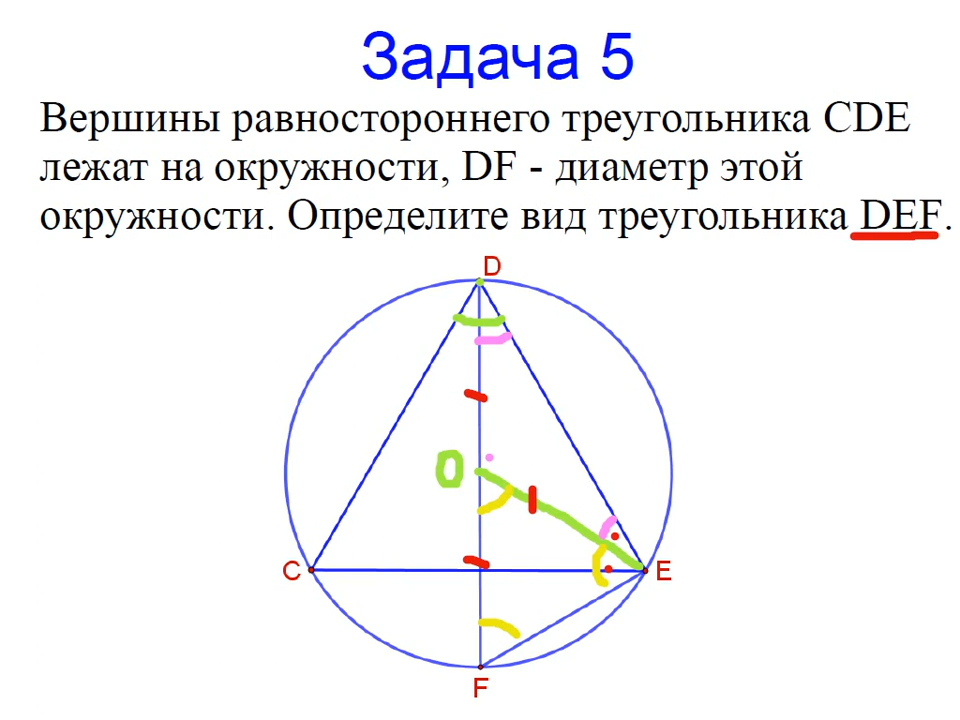 Задача 5
Вершины равностороннего треугольника CDE
лежат на окружности, DF - диаметр этой
окружности. Определите вид треугольника DEF.
D
O
C
E
F